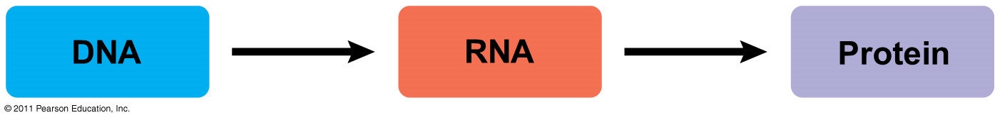 DNA RNA Protein
© 2011 Pearson Education, Inc.